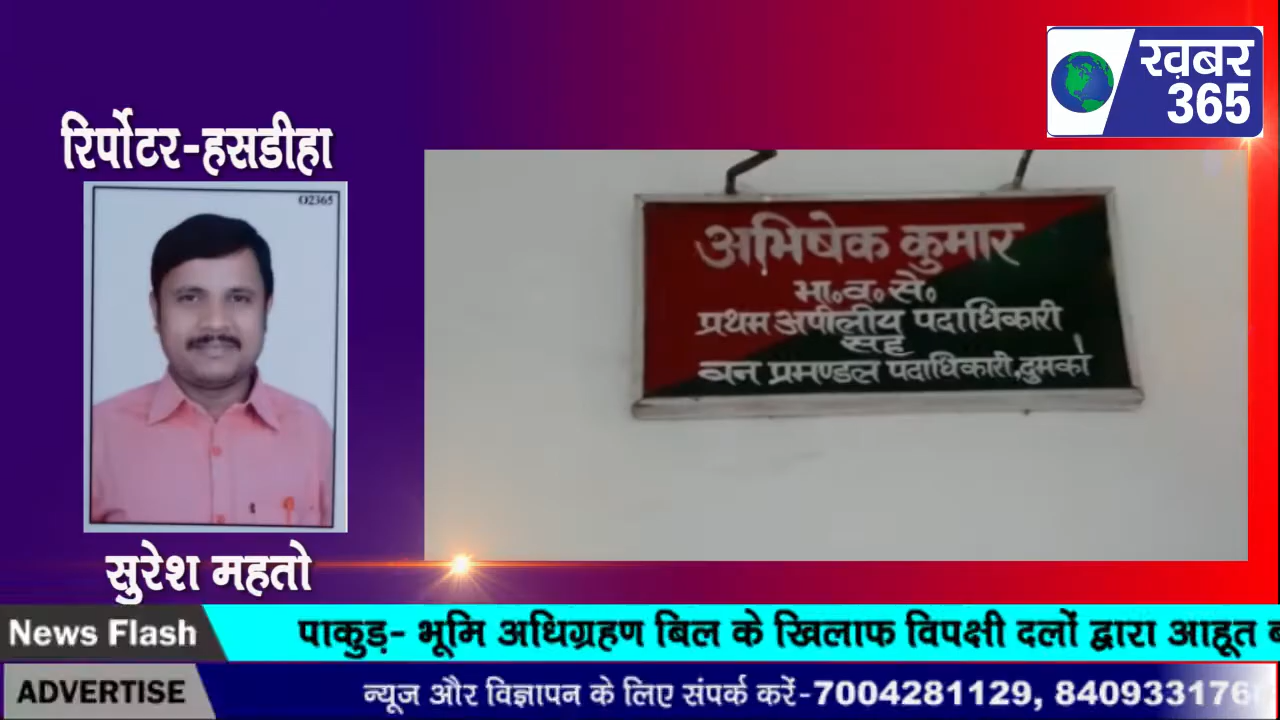 ख़बर
365
रिर्पोटर-हसडीहा
O2365
अभिषेक कुमार
भा०व०से०
प्रथम अपीलीय पदाधिकारी
सह
वन प्रमण्डल पदाधिकारी,दुमका
सुरेश महतो
News Flash
पाकुड़- भूमि अधिग्रहण बिल के खिलाफ विपक्षी दलों द्वारा आहूत
ADVERTISE
न्यूज और विज्ञापन के लिए संपर्क करें-7004281129, 840933176